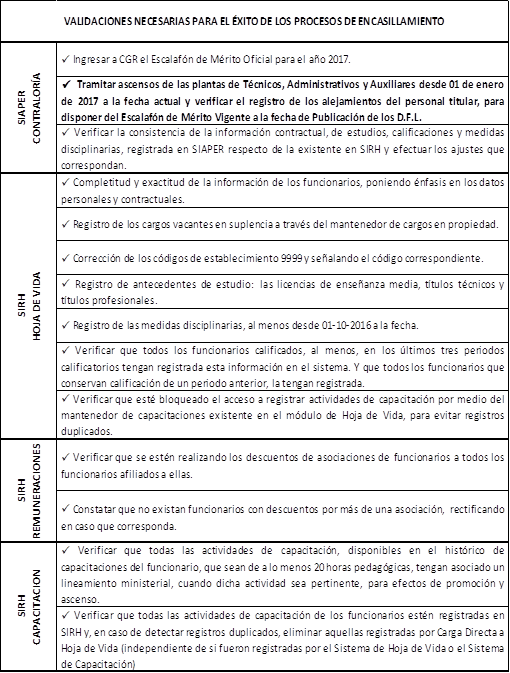 VALIDACIONES NECESARIAS PARA EL ÉXITO DE LOS PROCESOS DE ENCASILLAMIENTO
SIAPER
CONTRALORÍA
✓ Ingresar a CGR el Escalafón de Mérito Oficial para el año 2017.
✓ Tramitar ascensos de las plantas de Técnicos, Administrativos y Auxiliares desde 01 de enero
de 2017 a la fecha actual y verificar el registro de los alejamientos del personal titular, para
disponer del Escalafón de Mérito Vigente a la fecha de Publicación de los D.F.L.
✓ Verificar la consistencia de la información contractual, de estudios, calificaciones y medidas
disciplinarias, registrada en SIAPER respecto de la existente en SIRH y efectuar los ajustes que
correspondan.
SIRH
HOJA DE VIDA
✓ Completitud y exactitud de la información de los funcionarios, poniendo énfasis en los datos
personales y contractuales.
✓ Registro de los cargos vacantes en suplencia a través del mantenedor de cargos en propiedad.
✓ Corrección de los códigos de establecimiento 9999 y señalando el código correspondiente.
✓ Registro de antecedentes de estudio: las licencias de enseñanza media, títulos técnicos y
títulos profesionales.
✓ Registro de las medidas disciplinarias, al menos desde 01-10-2016 a la fecha.
✓ Verificar que todos los funcionarios calificados, al menos, en los últimos tres periodos
calificatorios tengan registrada esta información en el sistema. Y que todos los funcionarios que
conservan calificación de un periodo anterior, la tengan registrada.
✓ Verificar que esté bloqueado el acceso a registrar actividades de capacitación por medio del
mantenedor de capacitaciones existente en el módulo de Hoja de Vida, para evitar registros
duplicados.
SIRH
REMUNERACIONES
✓ Verificar que se estén realizando los descuentos de asociaciones de funcionarios a todos los
funcionarios afiliados a ellas.
✓ Constatar que no existan funcionarios con descuentos por más de una asociación, rectificando
en caso que corresponda.
SIRH
CAPACITACION
✓ Verificar que todas las actividades de capacitación, disponibles en el histórico de
capacitaciones del funcionario, que sean de a lo menos 20 horas pedagógicas, tengan asociado un
lineamiento ministerial, cuando dicha actividad sea pertinente, para efectos de promoción y
ascenso.
✓ Verificar que todas las actividades de capacitación de los funcionarios estén registradas en
SIRH y, en caso de detectar registros duplicados, eliminar aquellas registradas por Carga Directa a
Hoja de Vida (independiente de si fueron registradas por el Sistema de Hoja de Vida o el Sistema
de Capacitación)